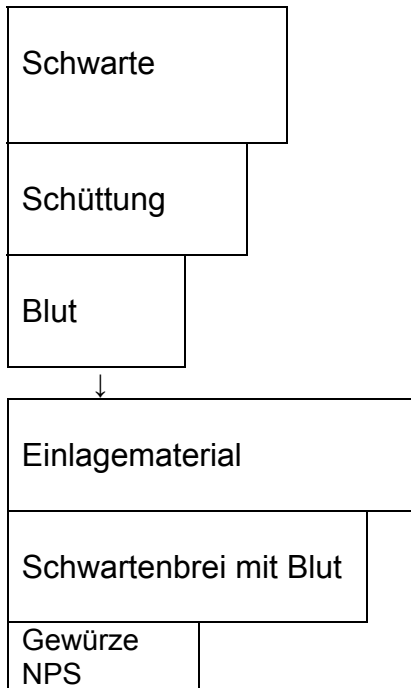 Schwarte
Schüttung
Blut
↓
Einlagematerial
Schwartenbrei mit Blut
Gewürze
NPS